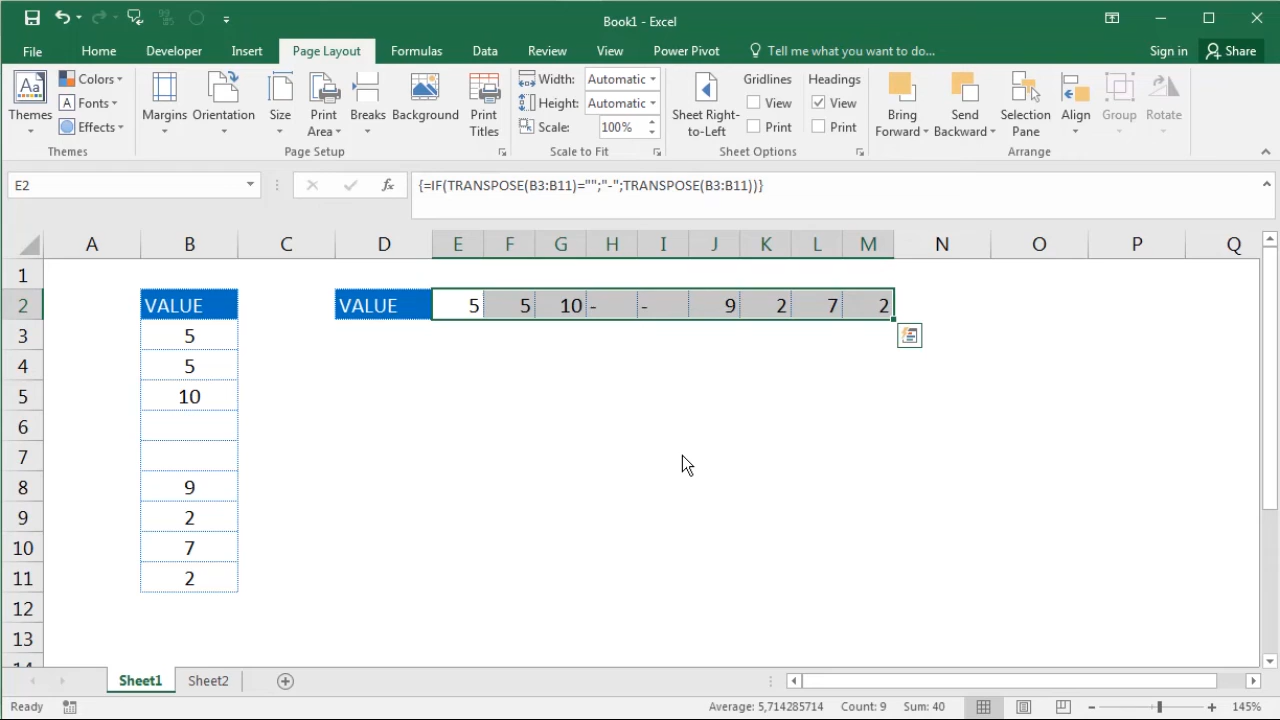 Book1 - Excel
File Home Developer Insert Page Layout Formulas Data Review View Power Pivot Tell me what you want to do... Sign in Share
Themes
Colors
Fonts
Effects
Margins
Orientation
Size
Print Area
Breaks
Background
Print Titles
Width: Automatic
Height: Automatic
Scale: 100%
Sheet Right-to-Left
Gridlines
View
Print
Headings
View
Print
Bring Forward
Send Backward
Selection Pane
Align
Group
Rotate
Themes Page Setup Scale to Fit Sheet Options Arrange
E2 fx {=IF(TRANSPOSE(B3:B11)="";"-";TRANSPOSE(B3:B11))}
A B C D E F G H I J K L M N O P Q
1
2 VALUE VALUE 5 5 10 - - 9 2 7 2
3 5
4 5
5 10
6
7
8 9
9 2
10 7
11 2
12
13
14
Sheet1 Sheet2
Ready Average: 5,714285714 Count: 9 Sum: 40 145%